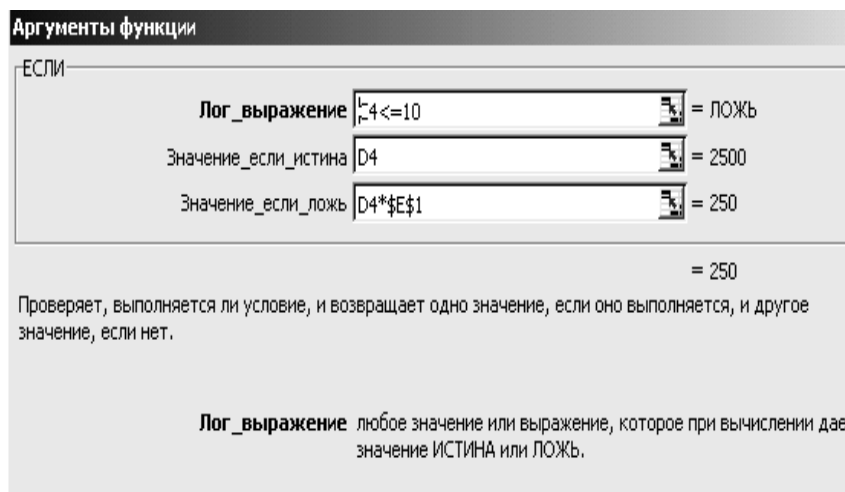 Аргументы функции
ЕСЛИ
Лог_выражение C4<=10 = ЛОЖЬ
Значение_если_истина D4 = 2500
Значение_если_ложь D4*$E$1 = 250
= 250
Проверяет, выполняется ли условие, и возвращает одно значение, если оно выполняется, и другое
значение, если нет.
Лог_выражение любое значение или выражение, которое при вычислении дае
значение ИСТИНА или ЛОЖЬ.